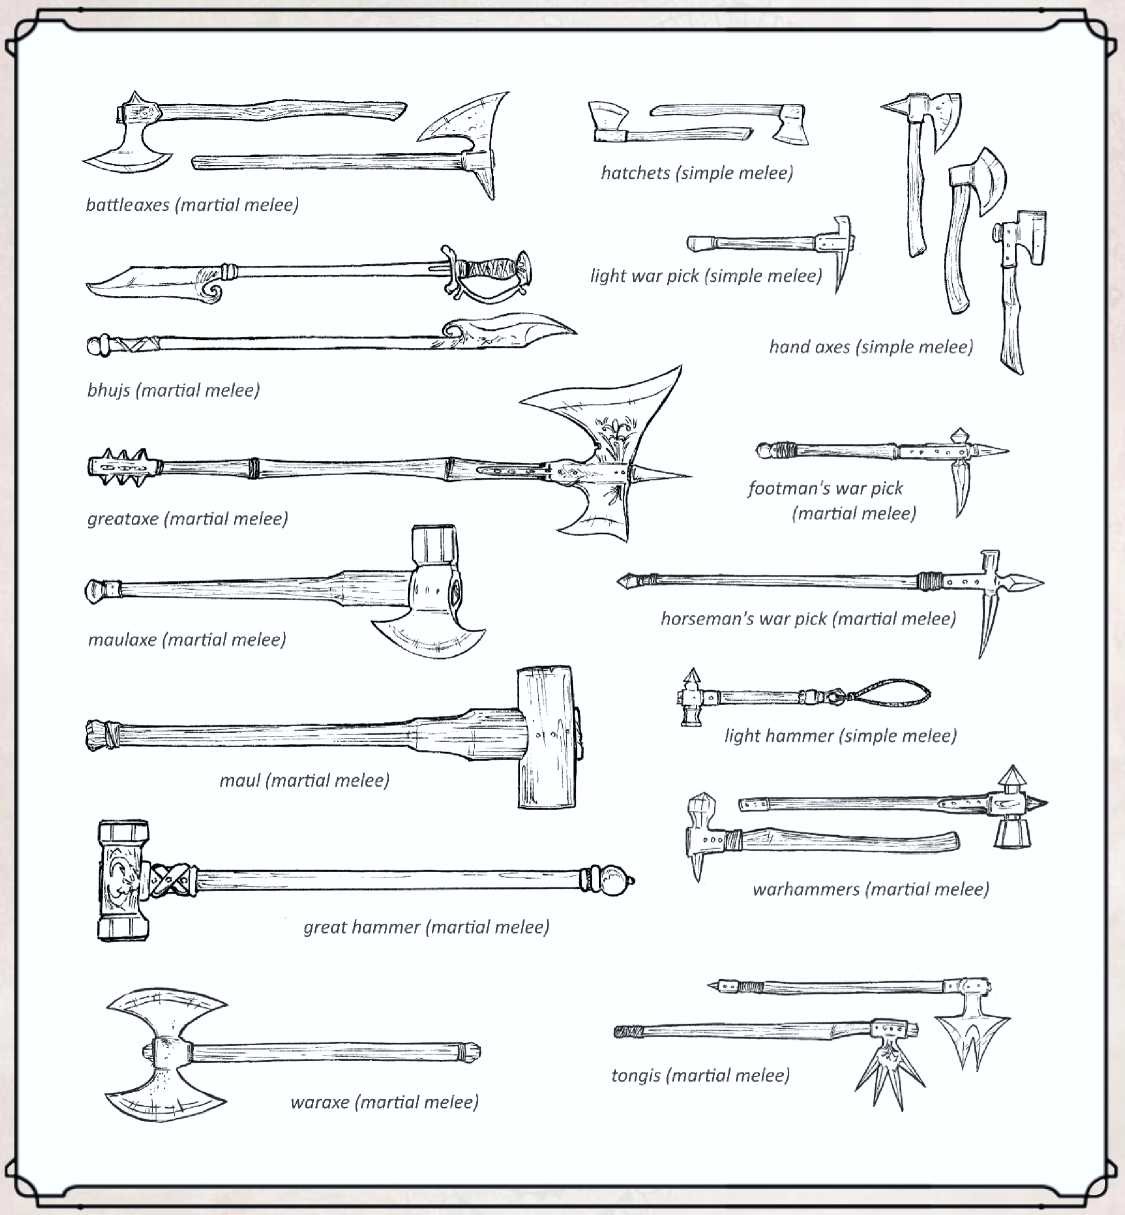 battleaxes (martial melee)
hatchets (simple melee)
light war pick (simple melee)
hand axes (simple melee)
bhujs (martial melee)
greataxe (martial melee)
footman's war pick
(martial melee)
maulaxe (martial melee)
horseman's war pick (martial melee)
light hammer (simple melee)
maul (martial melee)
warhammers (martial melee)
great hammer (martial melee)
tongis (martial melee)
waraxe (martial melee)